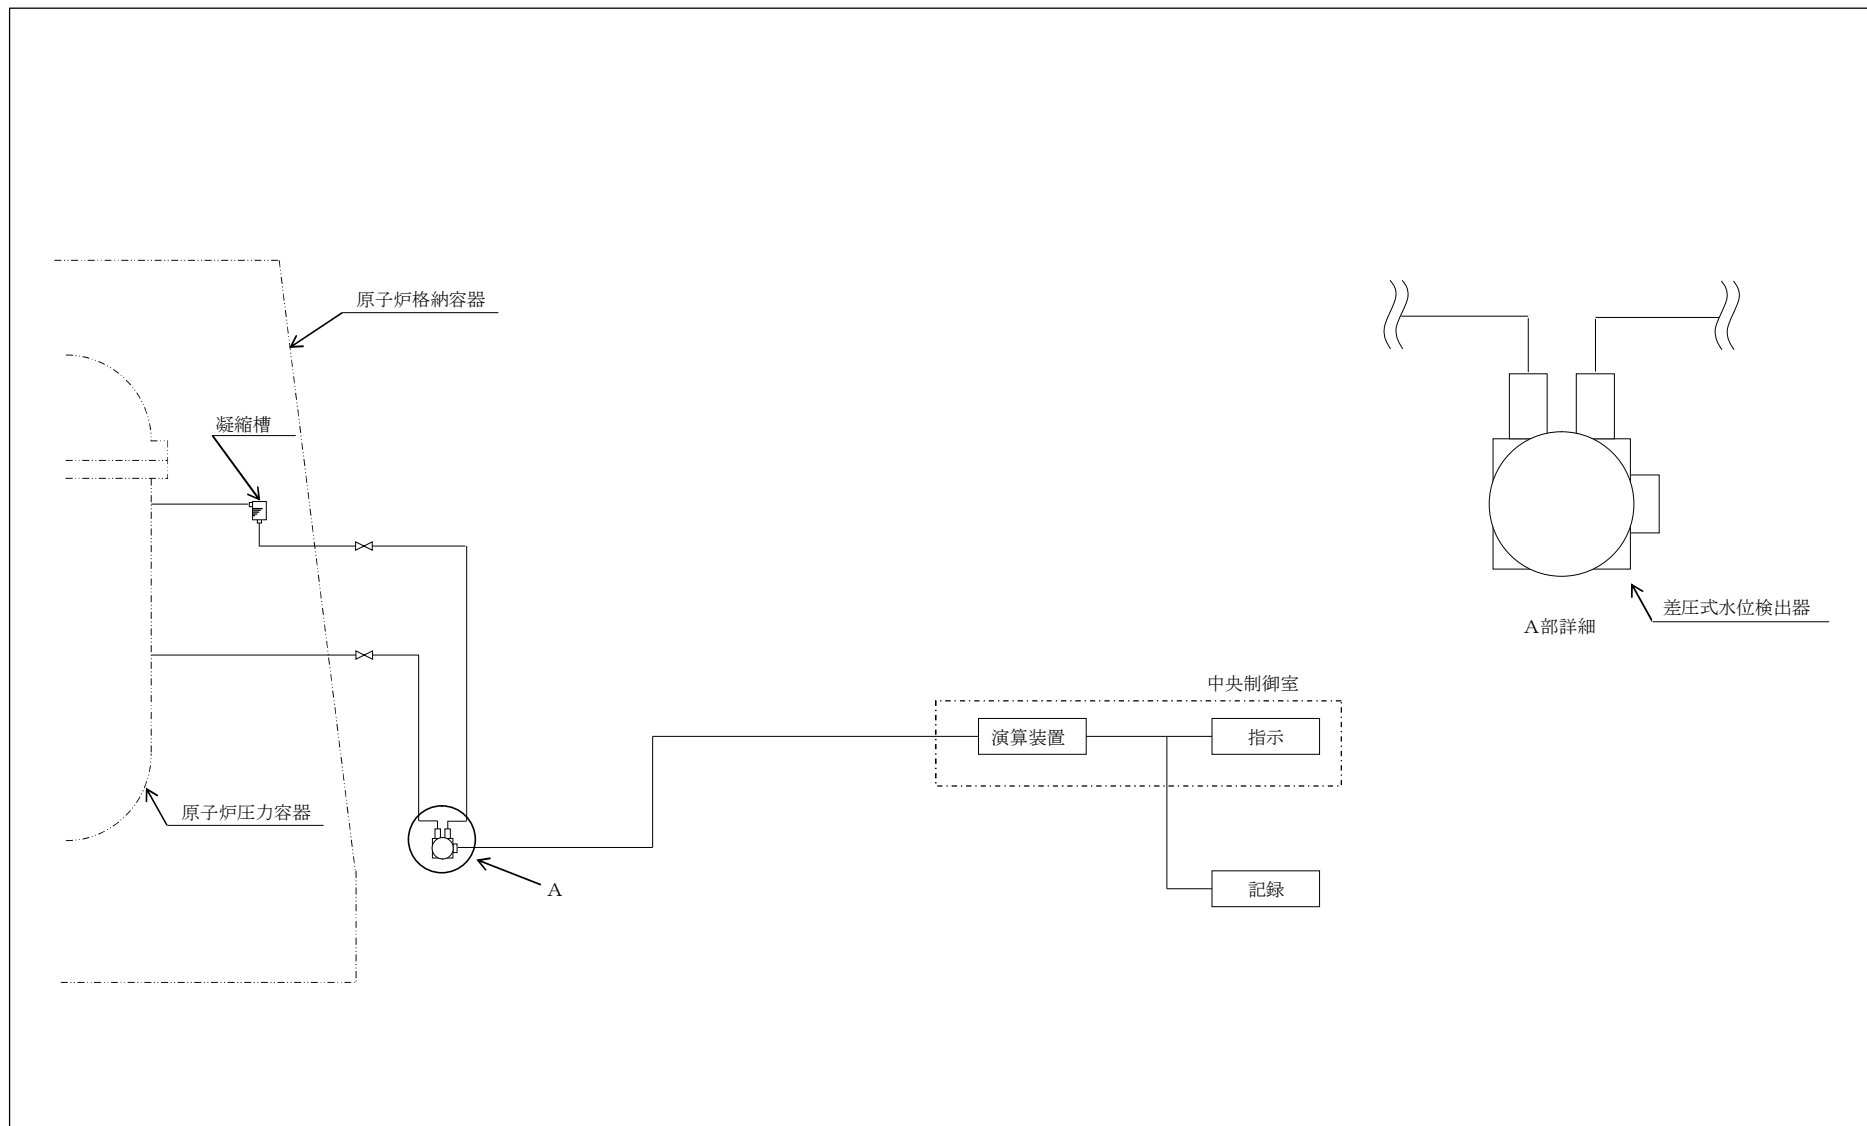 原子炉格納容器
凝縮槽
差圧式水位検出器
A部詳細
中央制御室
演算装置
指示
原子炉圧力容器
A
記録